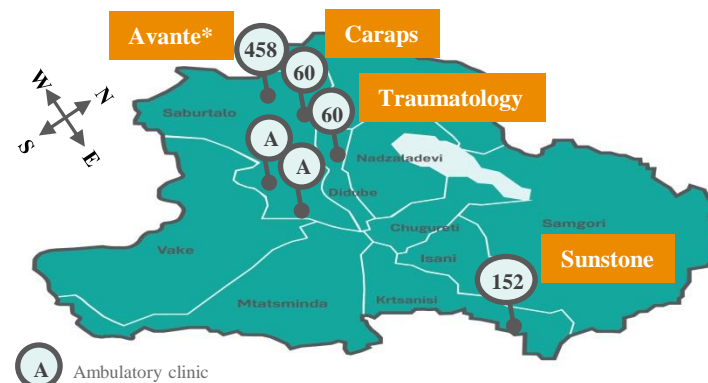 Avante*
Caraps
458
60
Traumatology
60
W
N
S
E
Saburtalo
A
A
Nadzaladevi
Didube
Chugureti
Samgori
Vake
Isani
Sunstone
152
Mtatsminda
Krtsanisi
A
Ambulatory clinic